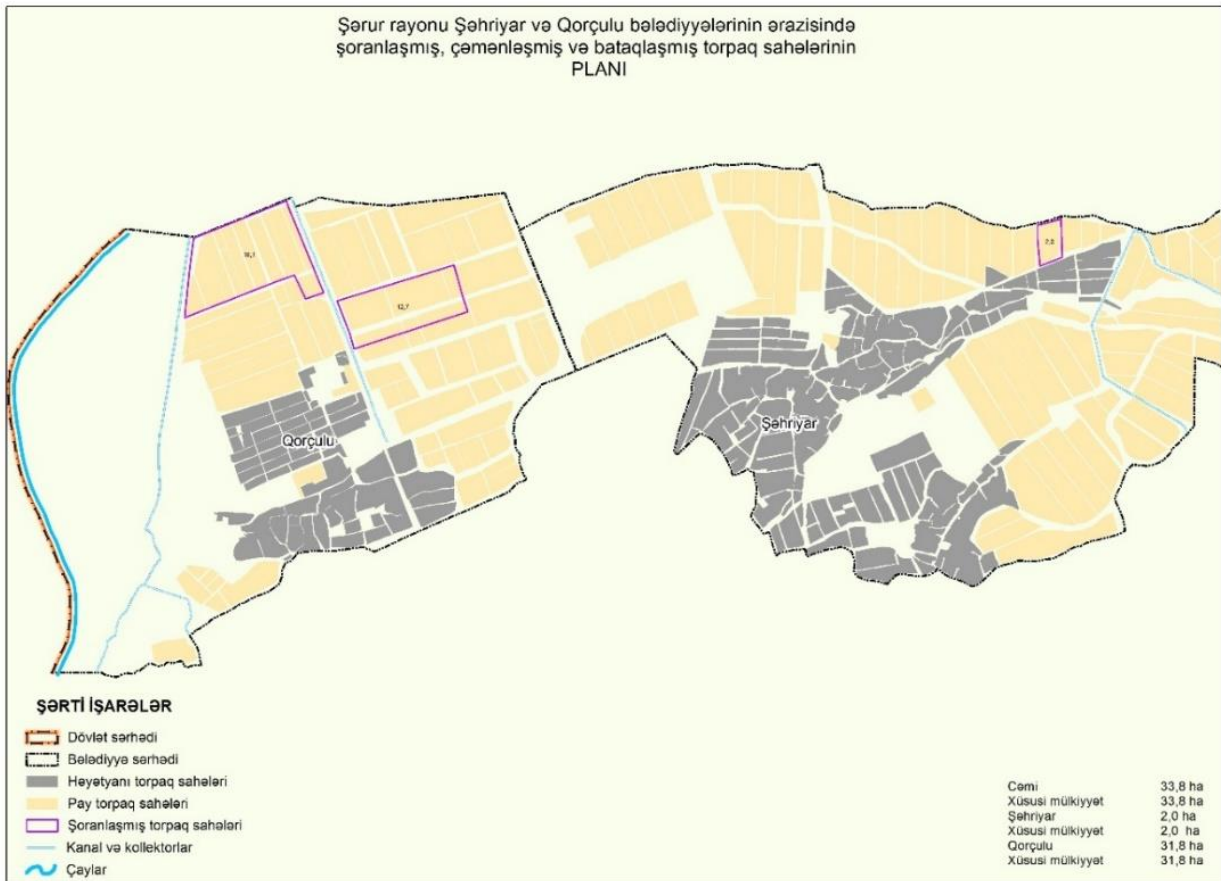 Şərur rayonu Şəhriyar və Qorçulu bələdiyyələrinin ərazisində
şoranlaşmış, çəmənləşmiş və bataqlaşmış torpaq sahələrinin
PLANI
19,1
12,7
2,0
Qorçulu
Şəhriyar
ŞƏRTİ İŞARƏLƏR
Dövlət sərhədi
Bələdiyyə sərhədi
Həyətyanı torpaq sahələri
Pay torpaq sahələri
Şoranlaşmış torpaq sahələri
Kanal və kollektorlar
Çaylar
Cəmi 33,8 ha
Xüsusi mülkiyyət 33,8 ha
Şəhriyar 2,0 ha
Xüsusi mülkiyyət 2,0 ha
Qorçulu 31,8 ha
Xüsusi mülkiyyət 31,8 ha